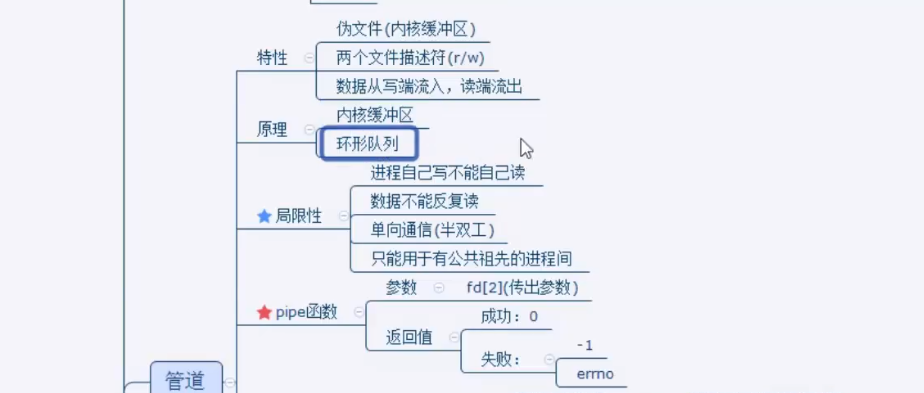 伪文件(内核缓冲区)
特性
两个文件描述符(r/w)
数据从写端流入，读端流出
内核缓冲区
原理
环形队列
进程自己写不能自己读
数据不能反复读
局限性
单向通信(半双工)
只能用于有公共祖先的进程间
参数
fd[2](传出参数)
pipe函数
成功：0
返回值
-1
失败：
errno
管道